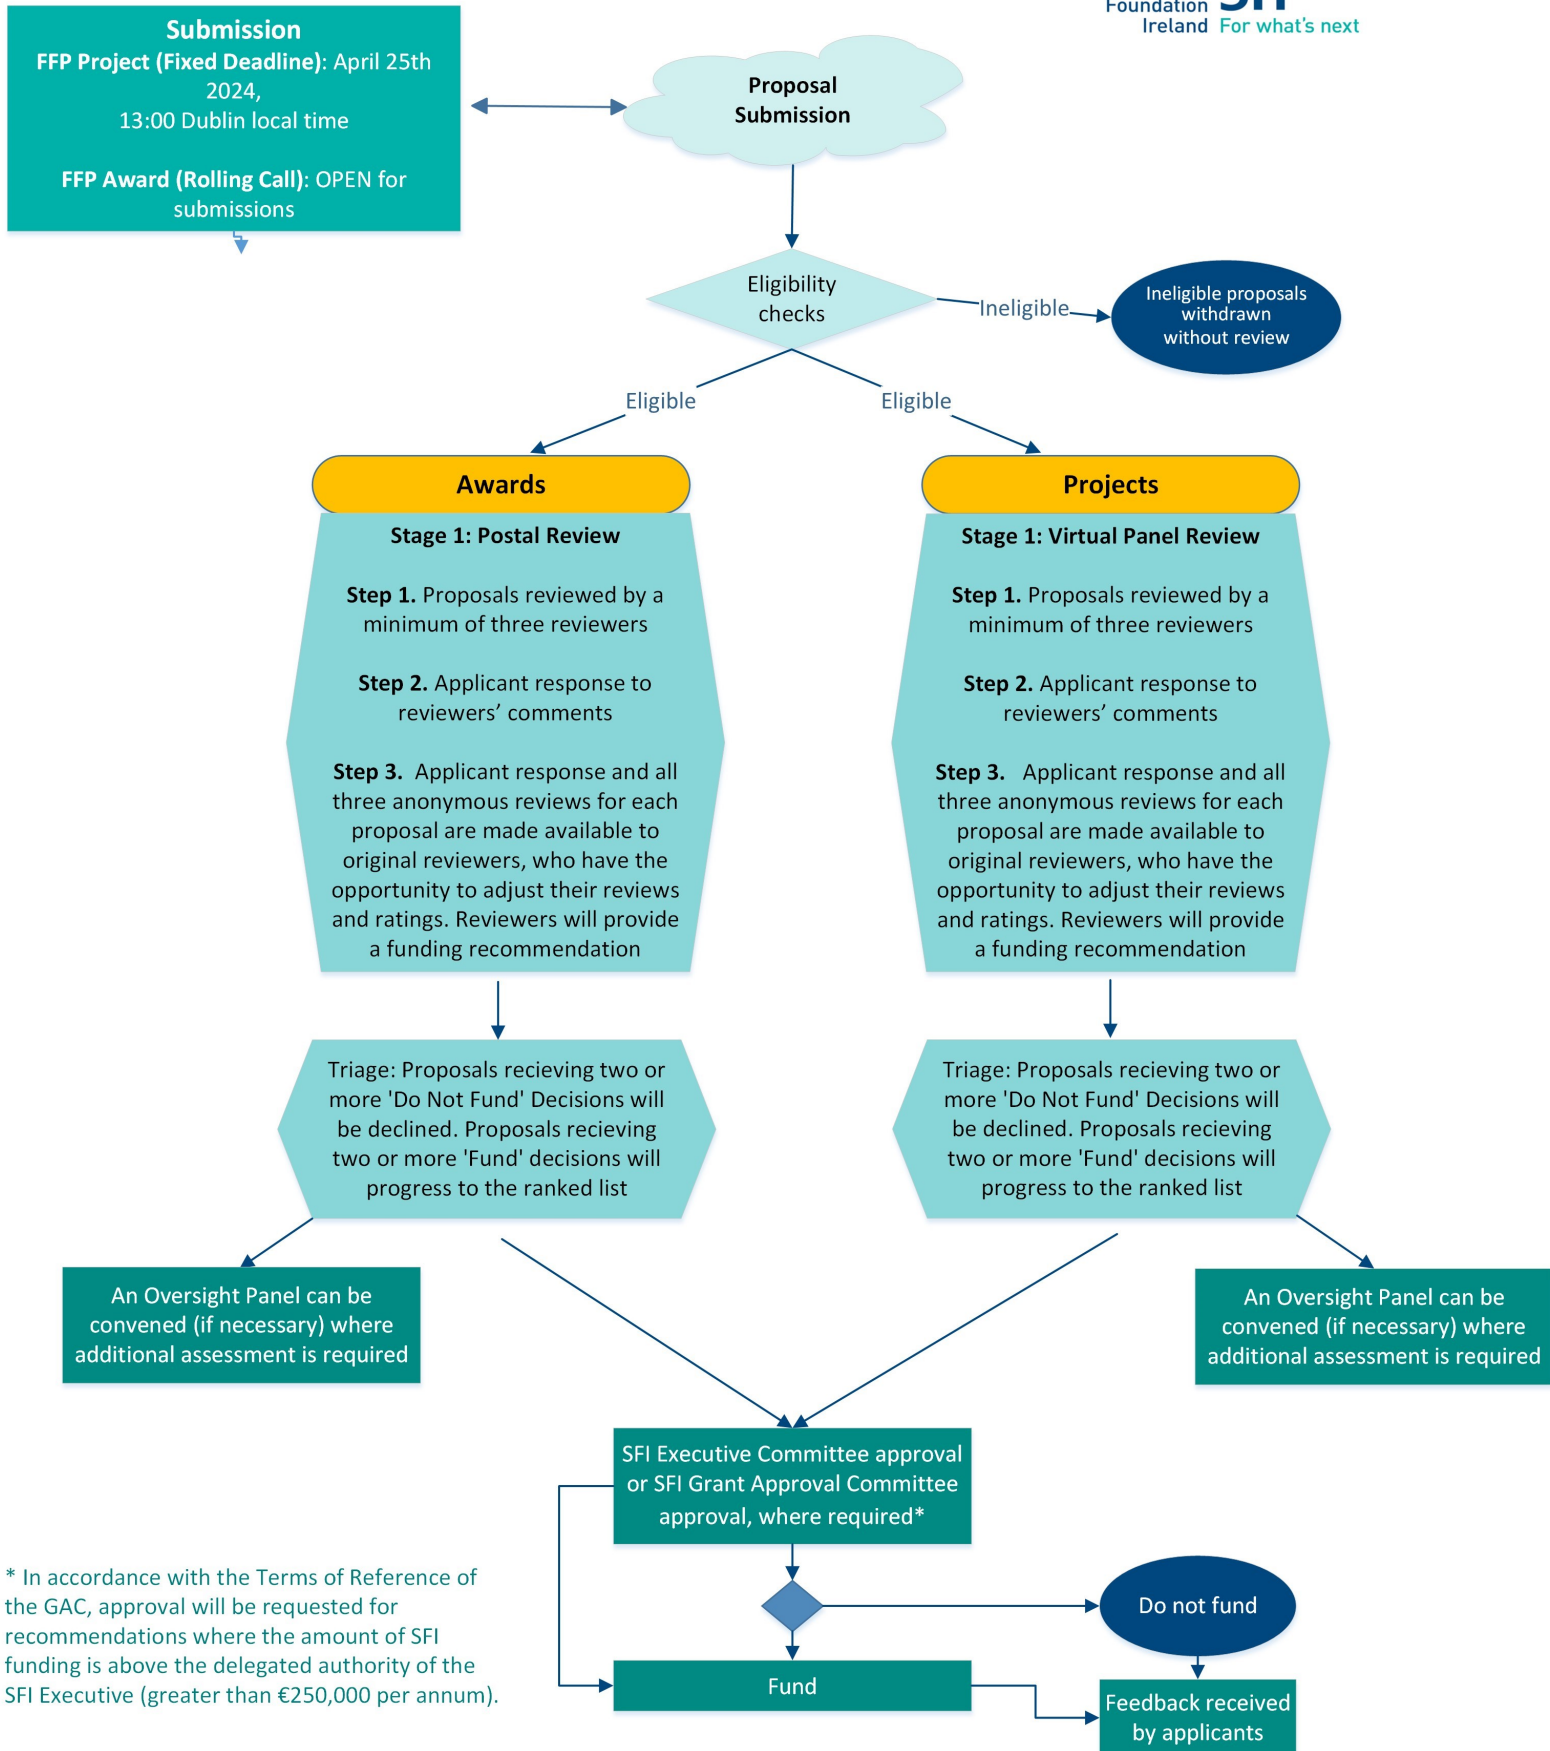 Foundation
Ireland For what's next
Submission
FFP Project (Fixed Deadline): April 25th
2024,
13:00 Dublin local time
FFP Award (Rolling Call): OPEN for
submissions
Proposal
Submission
Eligibility
checks
Ineligible
Ineligible proposals
withdrawn
without review
Eligible
Eligible
Awards
Stage 1: Postal Review
Step 1. Proposals reviewed by a
minimum of three reviewers
Step 2. Applicant response to
reviewers’ comments
Step 3. Applicant response and all
three anonymous reviews for each
proposal are made available to
original reviewers, who have the
opportunity to adjust their reviews
and ratings. Reviewers will provide
a funding recommendation
Projects
Stage 1: Virtual Panel Review
Step 1. Proposals reviewed by a
minimum of three reviewers
Step 2. Applicant response to
reviewers’ comments
Step 3. Applicant response and all
three anonymous reviews for each
proposal are made available to
original reviewers, who have the
opportunity to adjust their reviews
and ratings. Reviewers will provide
a funding recommendation
Triage: Proposals recieving two or
more 'Do Not Fund' Decisions will
be declined. Proposals recieving
two or more 'Fund' decisions will
progress to the ranked list
Triage: Proposals recieving two or
more 'Do Not Fund' Decisions will
be declined. Proposals recieving
two or more 'Fund' decisions will
progress to the ranked list
An Oversight Panel can be
convened (if necessary) where
additional assessment is required
An Oversight Panel can be
convened (if necessary) where
additional assessment is required
SFI Executive Committee approval
or SFI Grant Approval Committee
approval, where required*
* In accordance with the Terms of Reference of
the GAC, approval will be requested for
recommendations where the amount of SFI
funding is above the delegated authority of the
SFI Executive (greater than €250,000 per annum).
Do not fund
Fund
Feedback received
by applicants